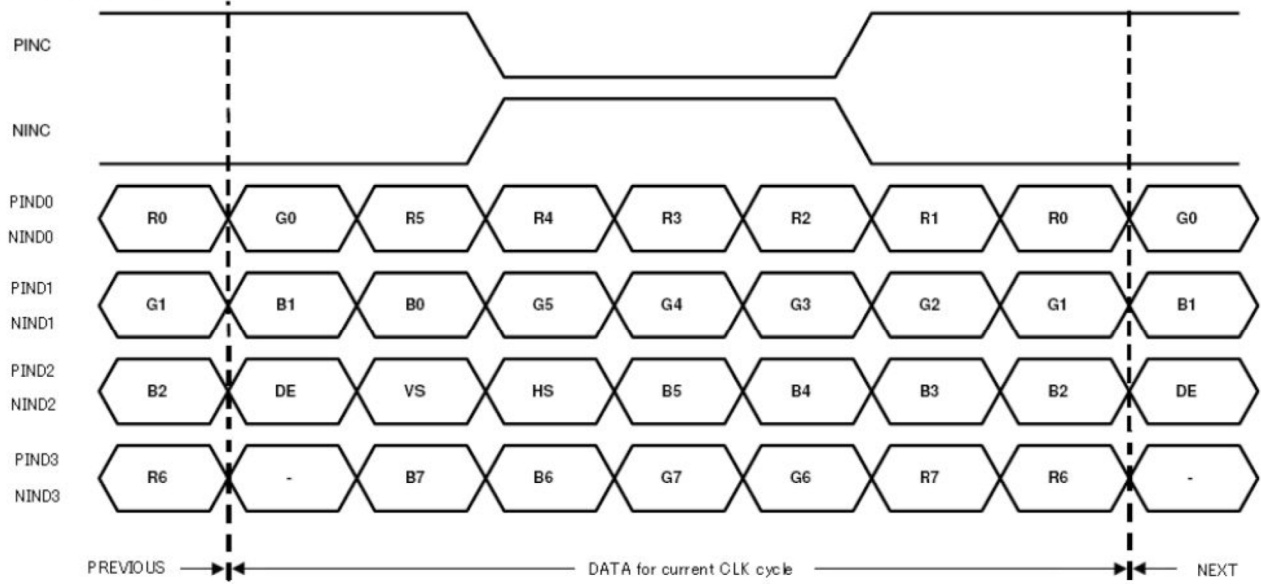 PINC
NINC
PIND0
R0 G0 R5 R4 R3 R2 R1 R0 G0
NIND0
PIND1
G1 B1 B0 G5 G4 G3 G2 G1 B1
NIND1
PIND2
B2 DE VS HS B5 B4 B3 B2 DE
NIND2
PIND3
R6 - B7 B6 G7 G6 R7 R6 -
NIND3
PREVIOUS DATA for current CLK cycle NEXT